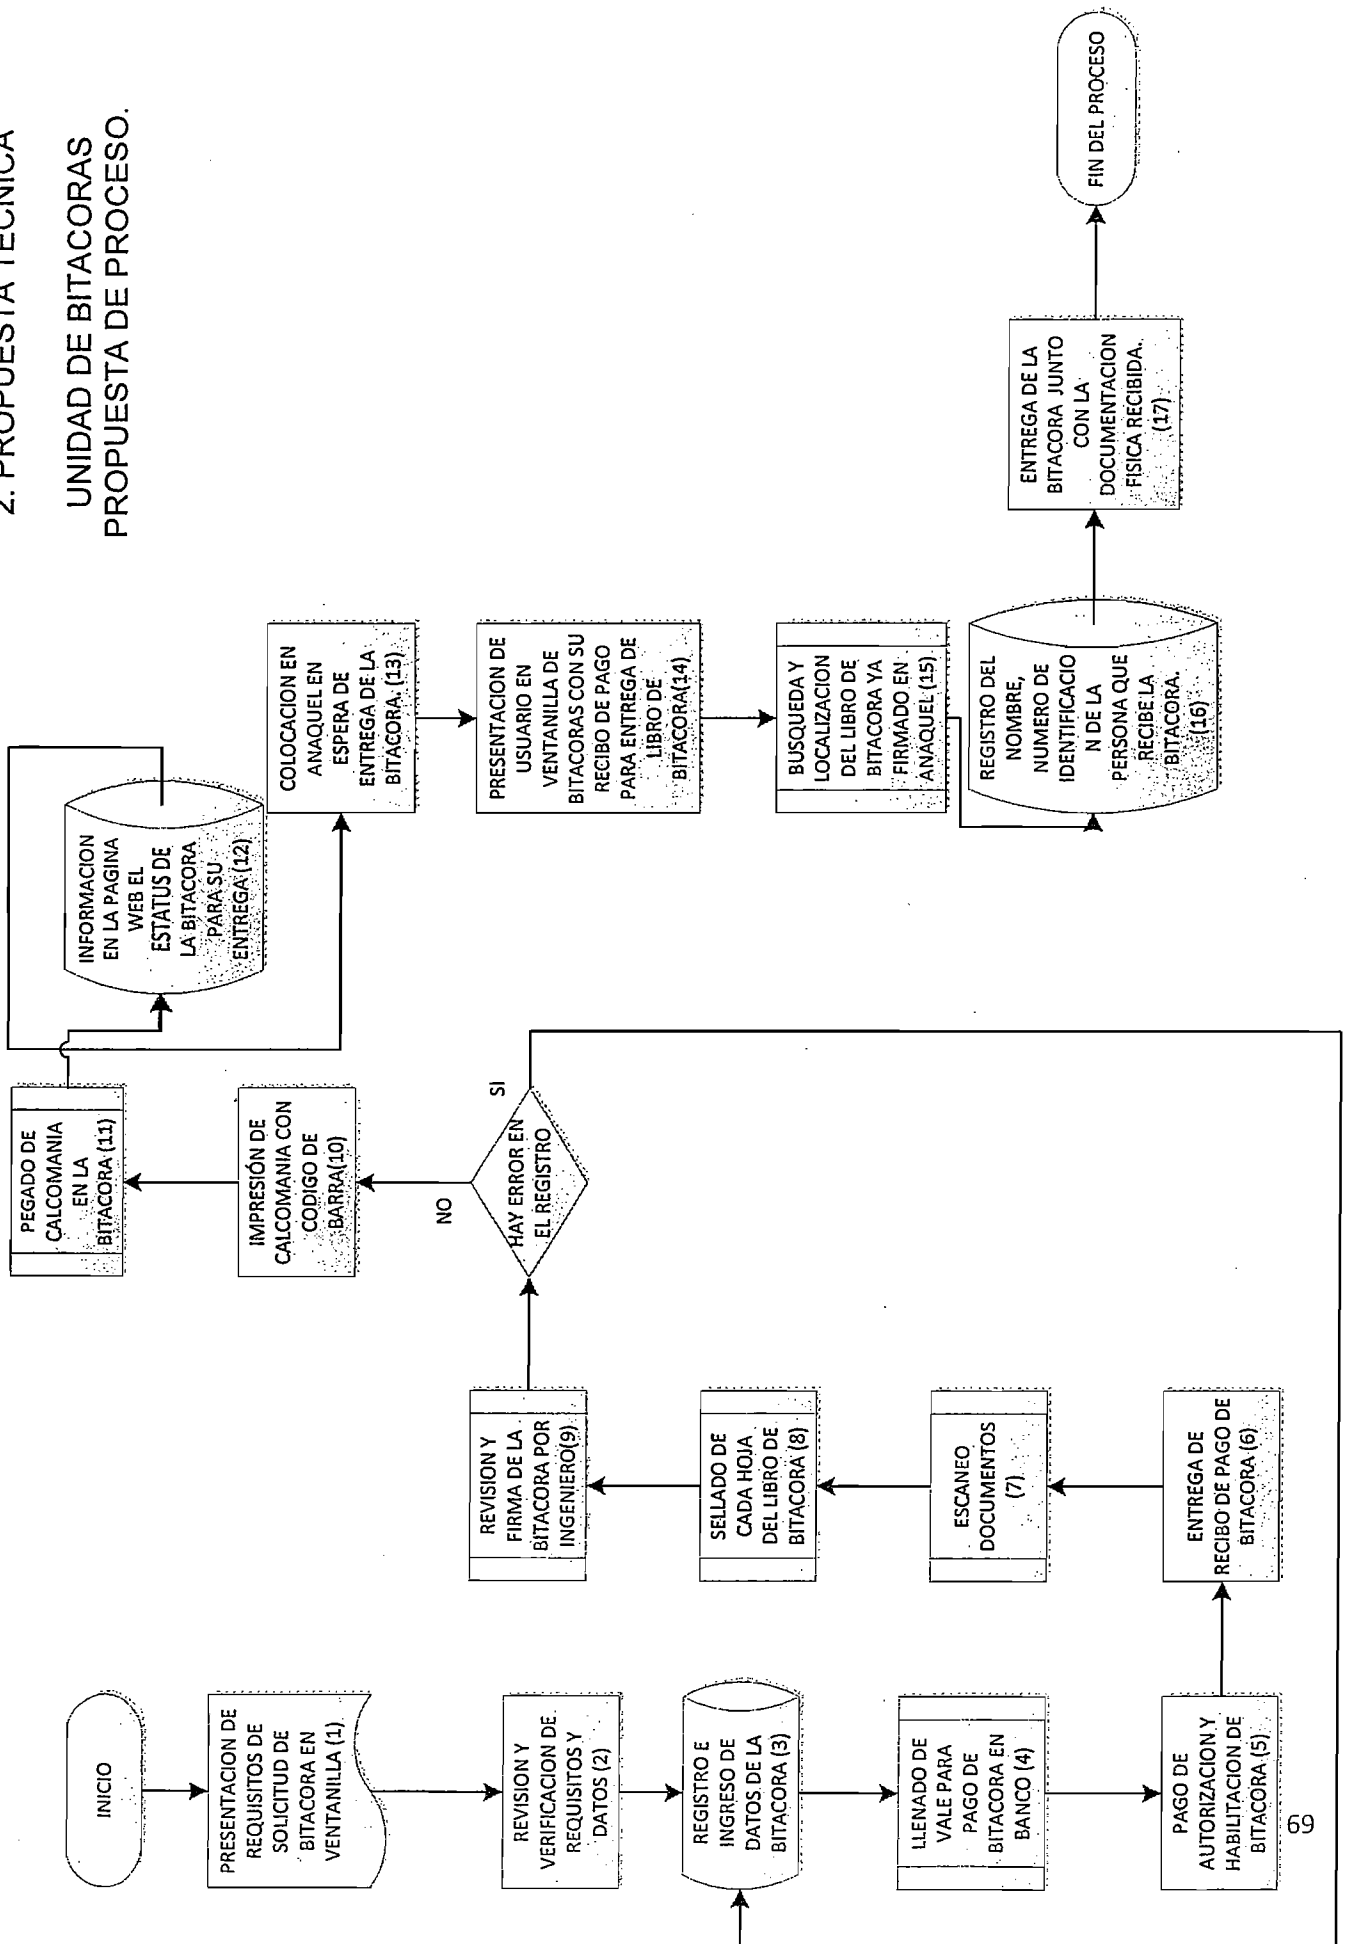 2. PROPUESTA TECNICA
UNIDAD DE BITACORAS
PROPUESTA DE PROCESO.
INICIO
PRESENTACION DE
REQUISITOS DE
SOLICITUD DE
BITACORA EN
VENTANILLA (1)
REVISION Y
VERIFICACION DE
REQUISITOS Y
DATOS (2)
REGISTRO E
INGRESO DE
DATOS DE LA
BITACORA (3)
LLENADO DE
VALE PARA
PAGO DE
BITACORA EN
BANCO (4)
PAGO DE
AUTORIZACION Y
HABILITACION DE
BITACORA (5)
ENTREGA DE
RECIBO DE PAGO DE
BITACORA (6)
ESCANEO
DOCUMENTOS
(7)
SELLADO DE
CADA HOJA
DEL LIBRO DE
BITACORA (8)
REVISION Y
FIRMA DE LA
BITACORA POR
INGENIERO(9)
HAY ERROR EN
EL REGISTRO
SI
NO
IMPRESIÓN DE
CALCOMANIA CON
CODIGO DE
BARRA(10)
PEGADO DE
CALCOMANIA
EN LA
BITACORA (11)
INFORMACION
EN LA PAGINA
WEB EL
ESTATUS DE
LA BITACORA
PARA SU
ENTREGA (12)
COLOCACION EN
ANAQUEL EN
ESPERA DE
ENTREGA DE LA
BITACORA. (13)
PRESENTACION DE
USUARIO EN
VENTANILLA DE
BITACORAS CON SU
RECIBO DE PAGO
PARA ENTREGA DE
LIBRO DE
BITACORA(14)
BUSQUEDA Y
LOCALIZACION
DEL LIBRO DE
BITACORA YA
FIRMADO EN
ANAQUEL (15)
REGISTRO DEL
NOMBRE,
NUMERO DE
IDENTIFICACIO
N DE LA
PERSONA QUE
RECIBE LA
BITACORA.
(16)
ENTREGA DE LA
BITACORA JUNTO
CON LA
DOCUMENTACION
FISICA RECIBIDA.
(17)
FIN DEL PROCESO
69